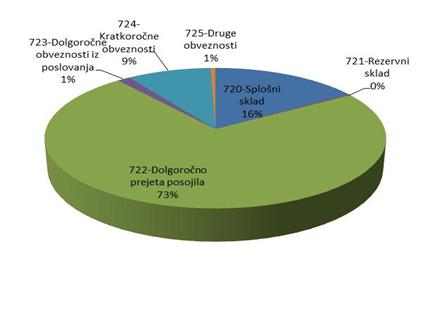 724-
Kratkoročne
obveznosti
9%
725-Druge
obveznosti
1%
723-Dolgoročne
obveznosti iz
poslovanja
1%
721-Rezervni
sklad
0%
720-Splošni
sklad
16%
722-Dolgoročno
prejeta posojila
73%